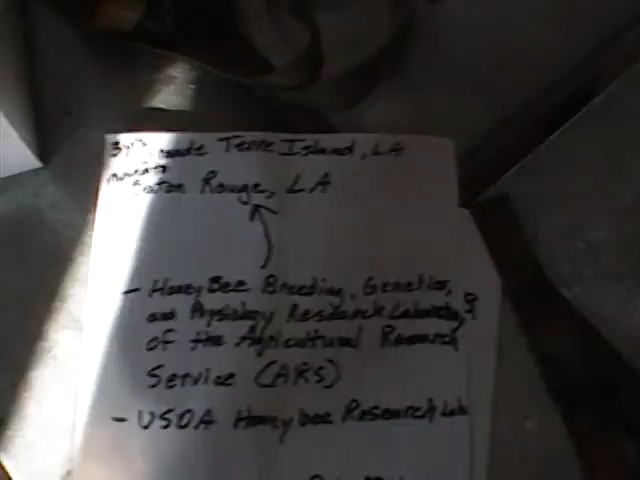 Grande Terre Island, LA
Baton Rouge, LA
- Honey Bee Breeding, Genetics,
and Physiology Research Laboratory
of the Agricultural Research
Service (ARS)
- USDA Honey bee Research Lab